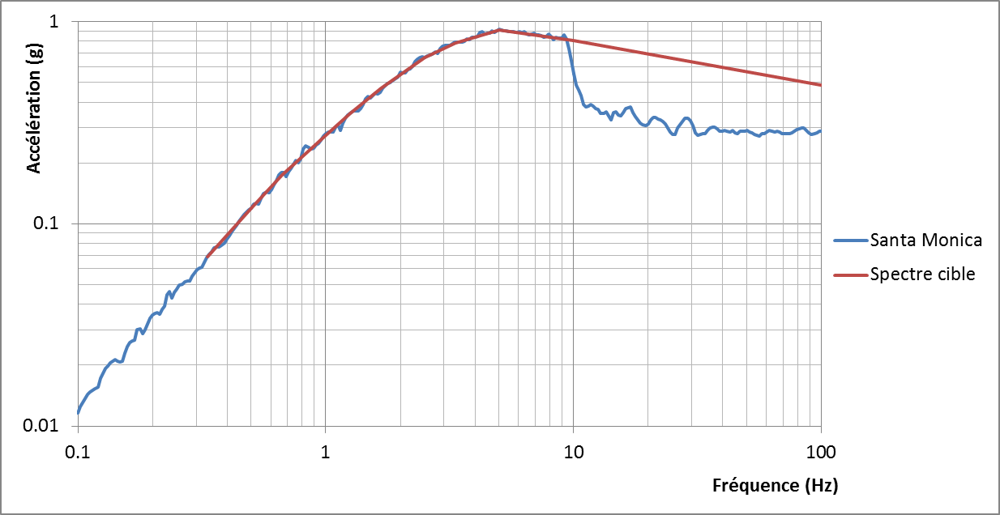 1
0.1
0.01
0.1
1
10
100
Accélération (g)
Fréquence (Hz)
Santa Monica
Spectre cible